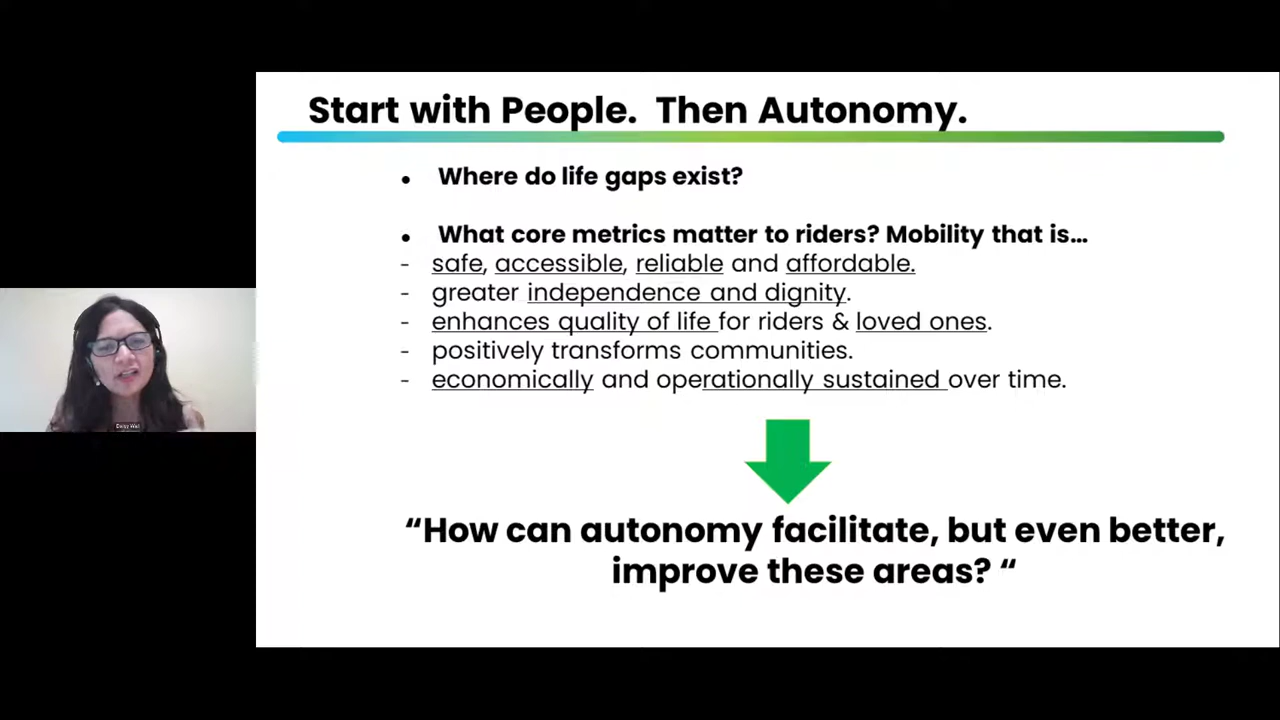 Start with People. Then Autonomy.
• Where do life gaps exist?
• What core metrics matter to riders? Mobility that is...
- safe, accessible, reliable and affordable.
- greater independence and dignity.
- enhances quality of life for riders & loved ones.
- positively transforms communities.
- economically and operationally sustained over time.
“How can autonomy facilitate, but even better,
improve these areas? “